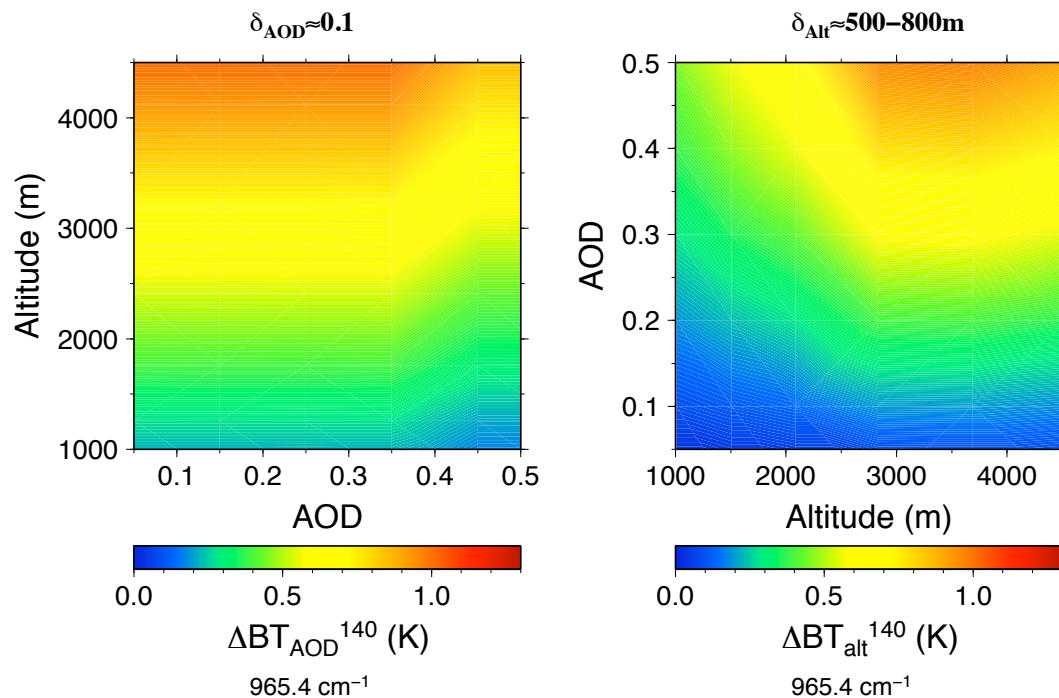 δAOD≈0.1
4000
3000
2000
1000
Altitude (m)
0.1 0.2 0.3 0.4 0.5
AOD
0.0 0.5 1.0
ΔBTAOD140 (K)
965.4 cm−1
δAlt≈500−800m
0.5
0.4
0.3
0.2
0.1
AOD
1000 2000 3000 4000
Altitude (m)
0.0 0.5 1.0
ΔBTalt140 (K)
965.4 cm−1